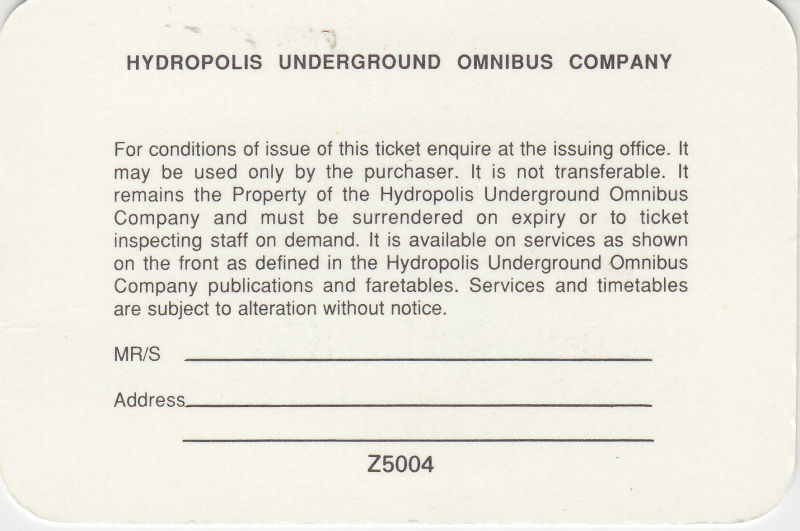 HYDROPOLIS UNDERGROUND OMNIBUS COMPANY
For conditions of issue of this ticket enquire at the issuing office. It
may be used only by the purchaser. It is not transferable. It
remains the Property of the Hydropolis Underground Omnibus
Company and must be surrendered on expiry or to ticket
inspecting staff on demand. It is available on services as shown
on the front as defined in the Hydropolis Underground Omnibus
Company publications and faretables. Services and timetables
are subject to alteration without notice.
MR/S
Address
Z5004